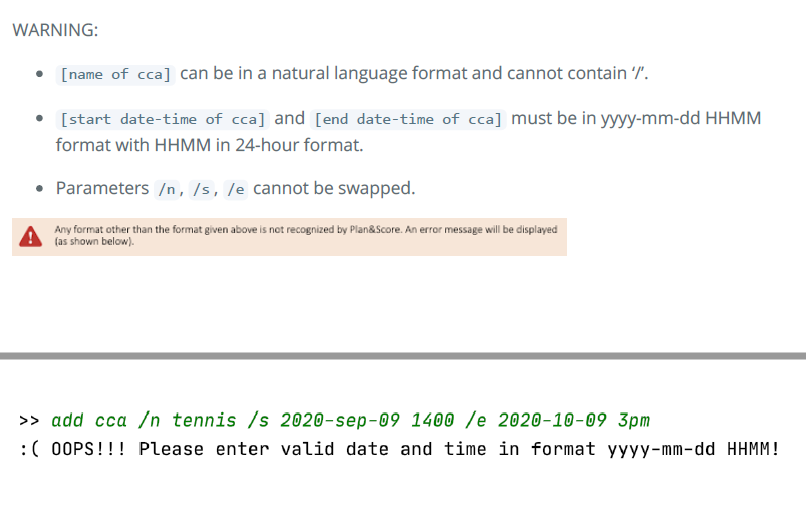 WARNING:
[name of cca] can be in a natural language format and cannot contain ‘/’.
[start date-time of cca] and [end date-time of cca] must be in yyyy-mm-dd HHMM
format with HHMM in 24-hour format.
Parameters /n, /s, /e cannot be swapped.
Any format other than the format given above is not recognized by Plan&Score. An error message will be displayed
(as shown below).
>> add cca /n tennis /s 2020-sep-09 1400 /e 2020-10-09 3pm
:( OOPS!!! Please enter valid date and time in format yyyy-mm-dd HHMM!